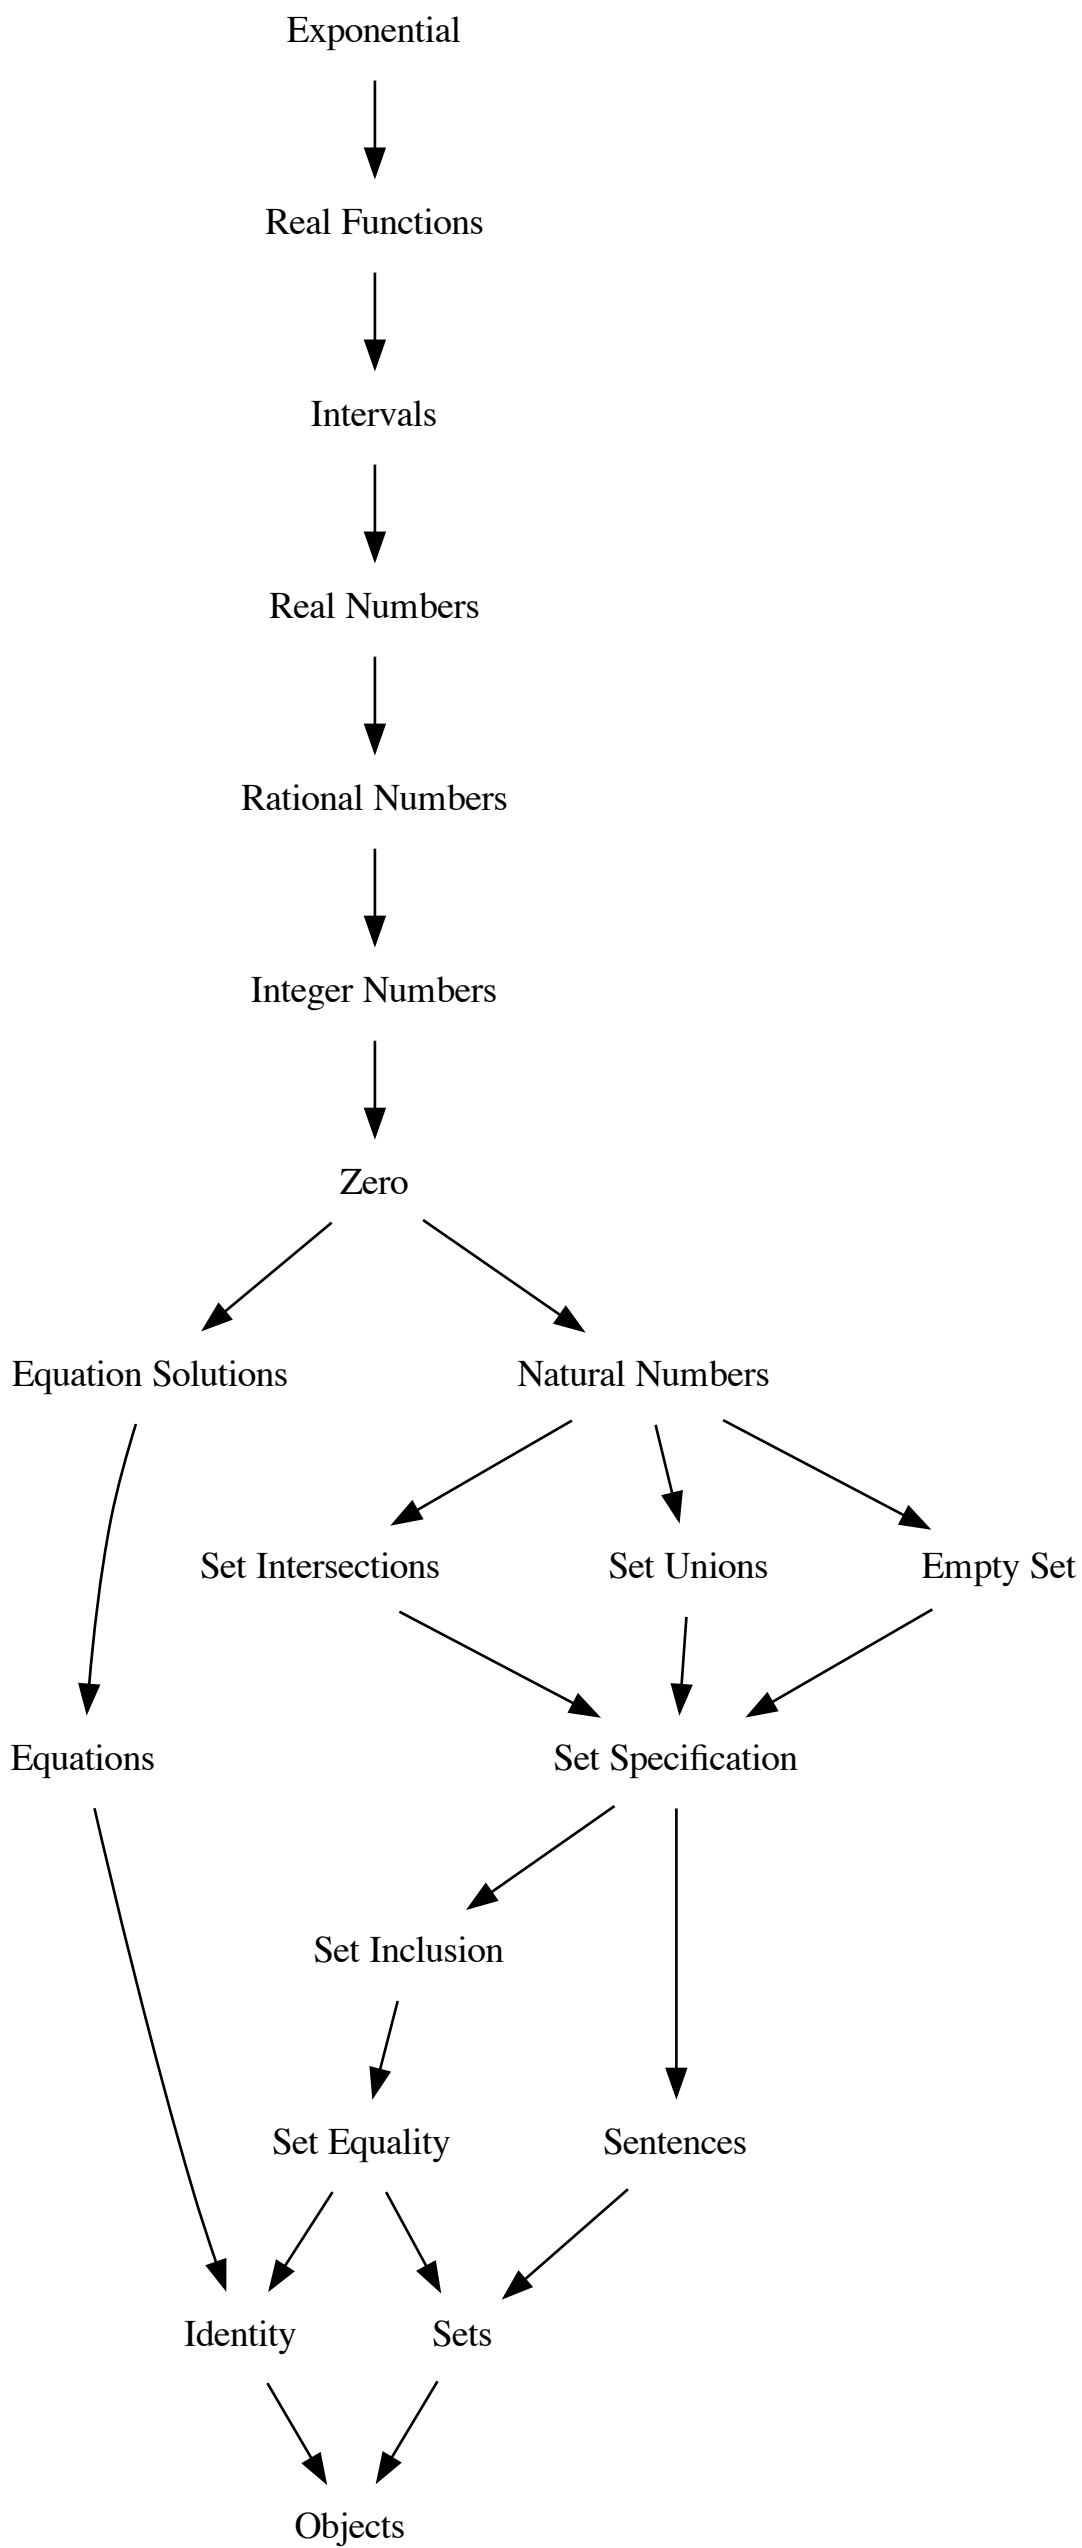 Exponential
Real Functions
Intervals
Real Numbers
Rational Numbers
Integer Numbers
Zero
Equation Solutions
Natural Numbers
Set Intersections
Set Unions
Empty Set
Equations
Set Specification
Set Inclusion
Set Equality
Sentences
Identity
Sets
Objects